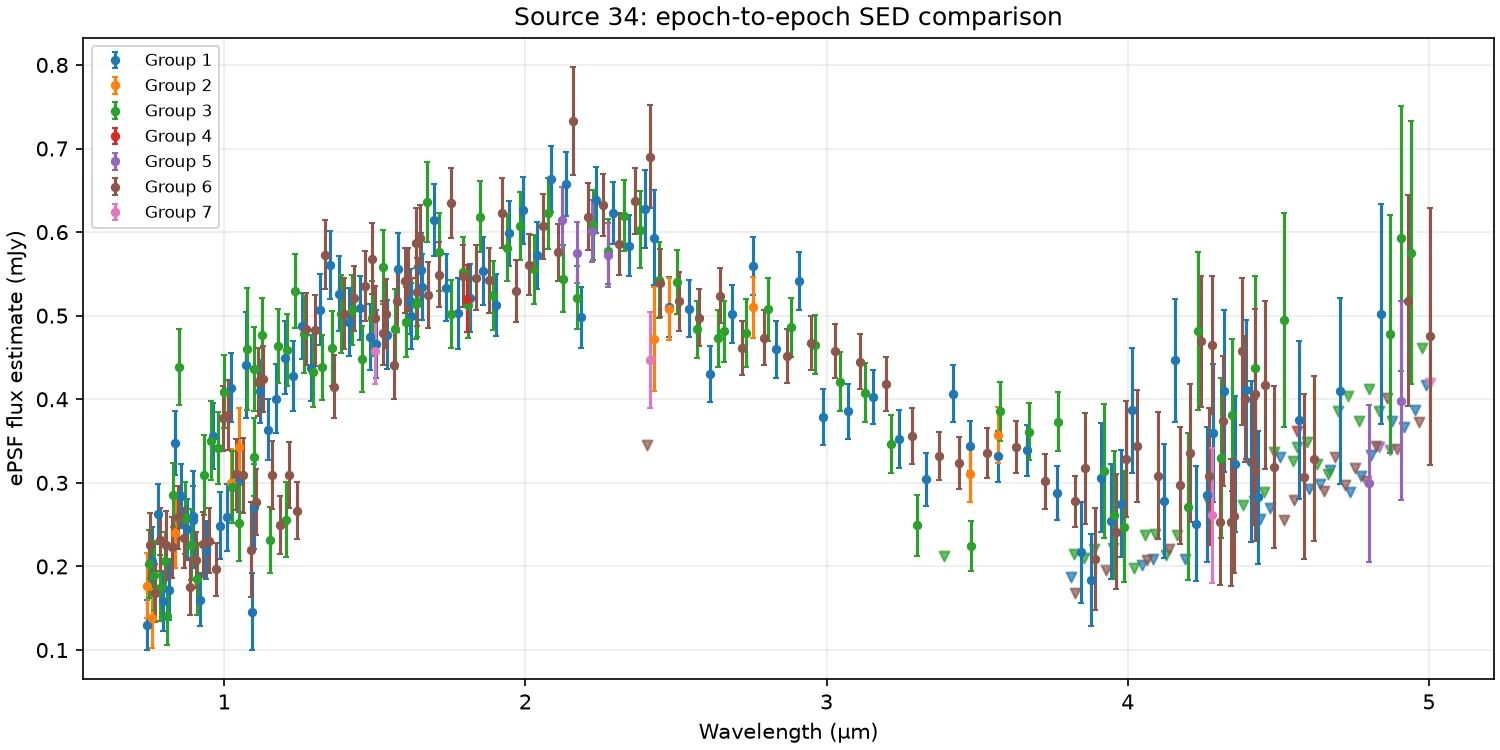 Source 34: epoch-to-epoch SED comparison
ePSF flux estimate (mJy)
0.8
0.7
0.6
0.5
0.4
0.3
0.2
0.1
Group 1
Group 2
Group 3
Group 4
Group 5
Group 6
Group 7
1
2
3
4
5
Wavelength (μm)